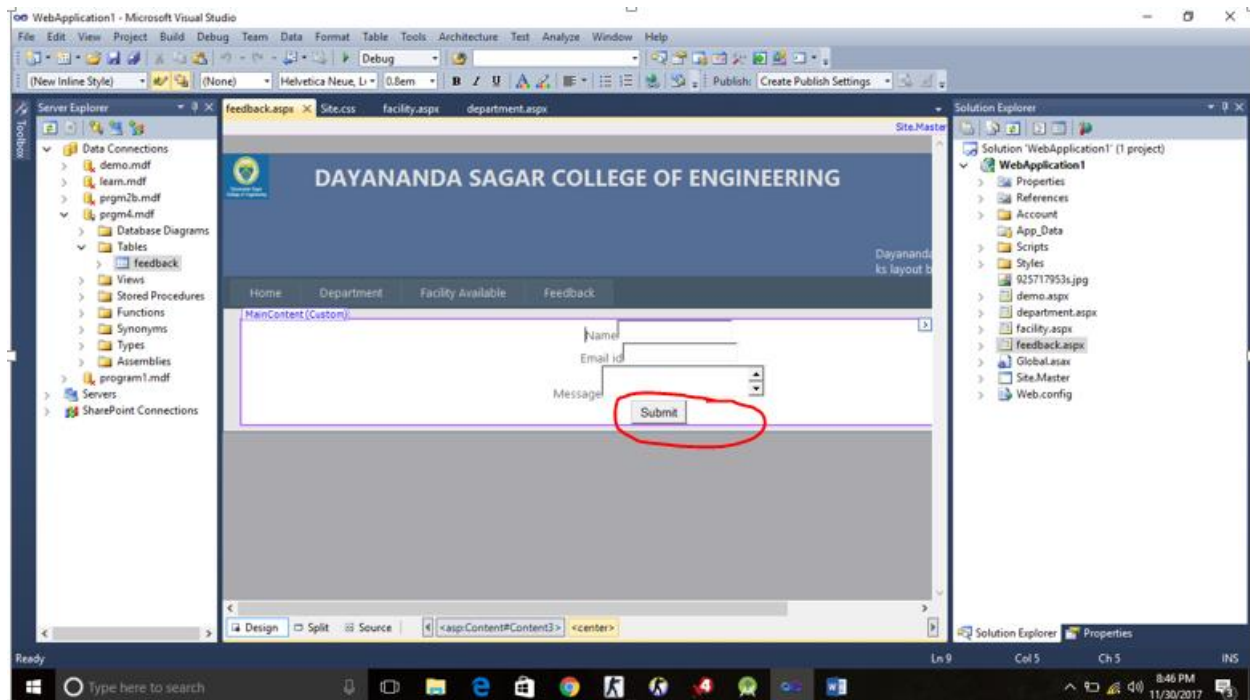 WebApplication1 - Microsoft Visual Studio
File Edit View Project Build Debug Team Data Format Table Tools Architecture Test Analyze Window Help
Debug
(New Inline Style) (None) Helvetica Neue, L 0.8em B I U A Publish: Create Publish Settings
Toolbox
Server Explorer
Data Connections
demo.mdf
learn.mdf
prgm2b.mdf
prgm4.mdf
Database Diagrams
Tables
feedback
Views
Stored Procedures
Functions
Synonyms
Types
Assemblies
program1.mdf
Servers
SharePoint Connections
feedback.aspx Site.css facility.aspx department.aspx
Site.Master
DAYANANDA SAGAR COLLEGE OF ENGINEERING
Dayananda
ks layout b
Home Department Facility Available Feedback
MainContent (Custom)
Name
Email id
Message
Submit
Design Split Source <asp:Content#Content3> <center>
Solution Explorer
Solution 'WebApplication1' (1 project)
WebApplication1
Properties
References
Account
App_Data
Scripts
Styles
925717953s.jpg
demo.aspx
department.aspx
facility.aspx
feedback.aspx
Global.asax
Site.Master
Web.config
Solution Explorer Properties
Ready Ln 9 Col 5 Ch 5 INS
Type here to search
8:46 PM
11/30/2017